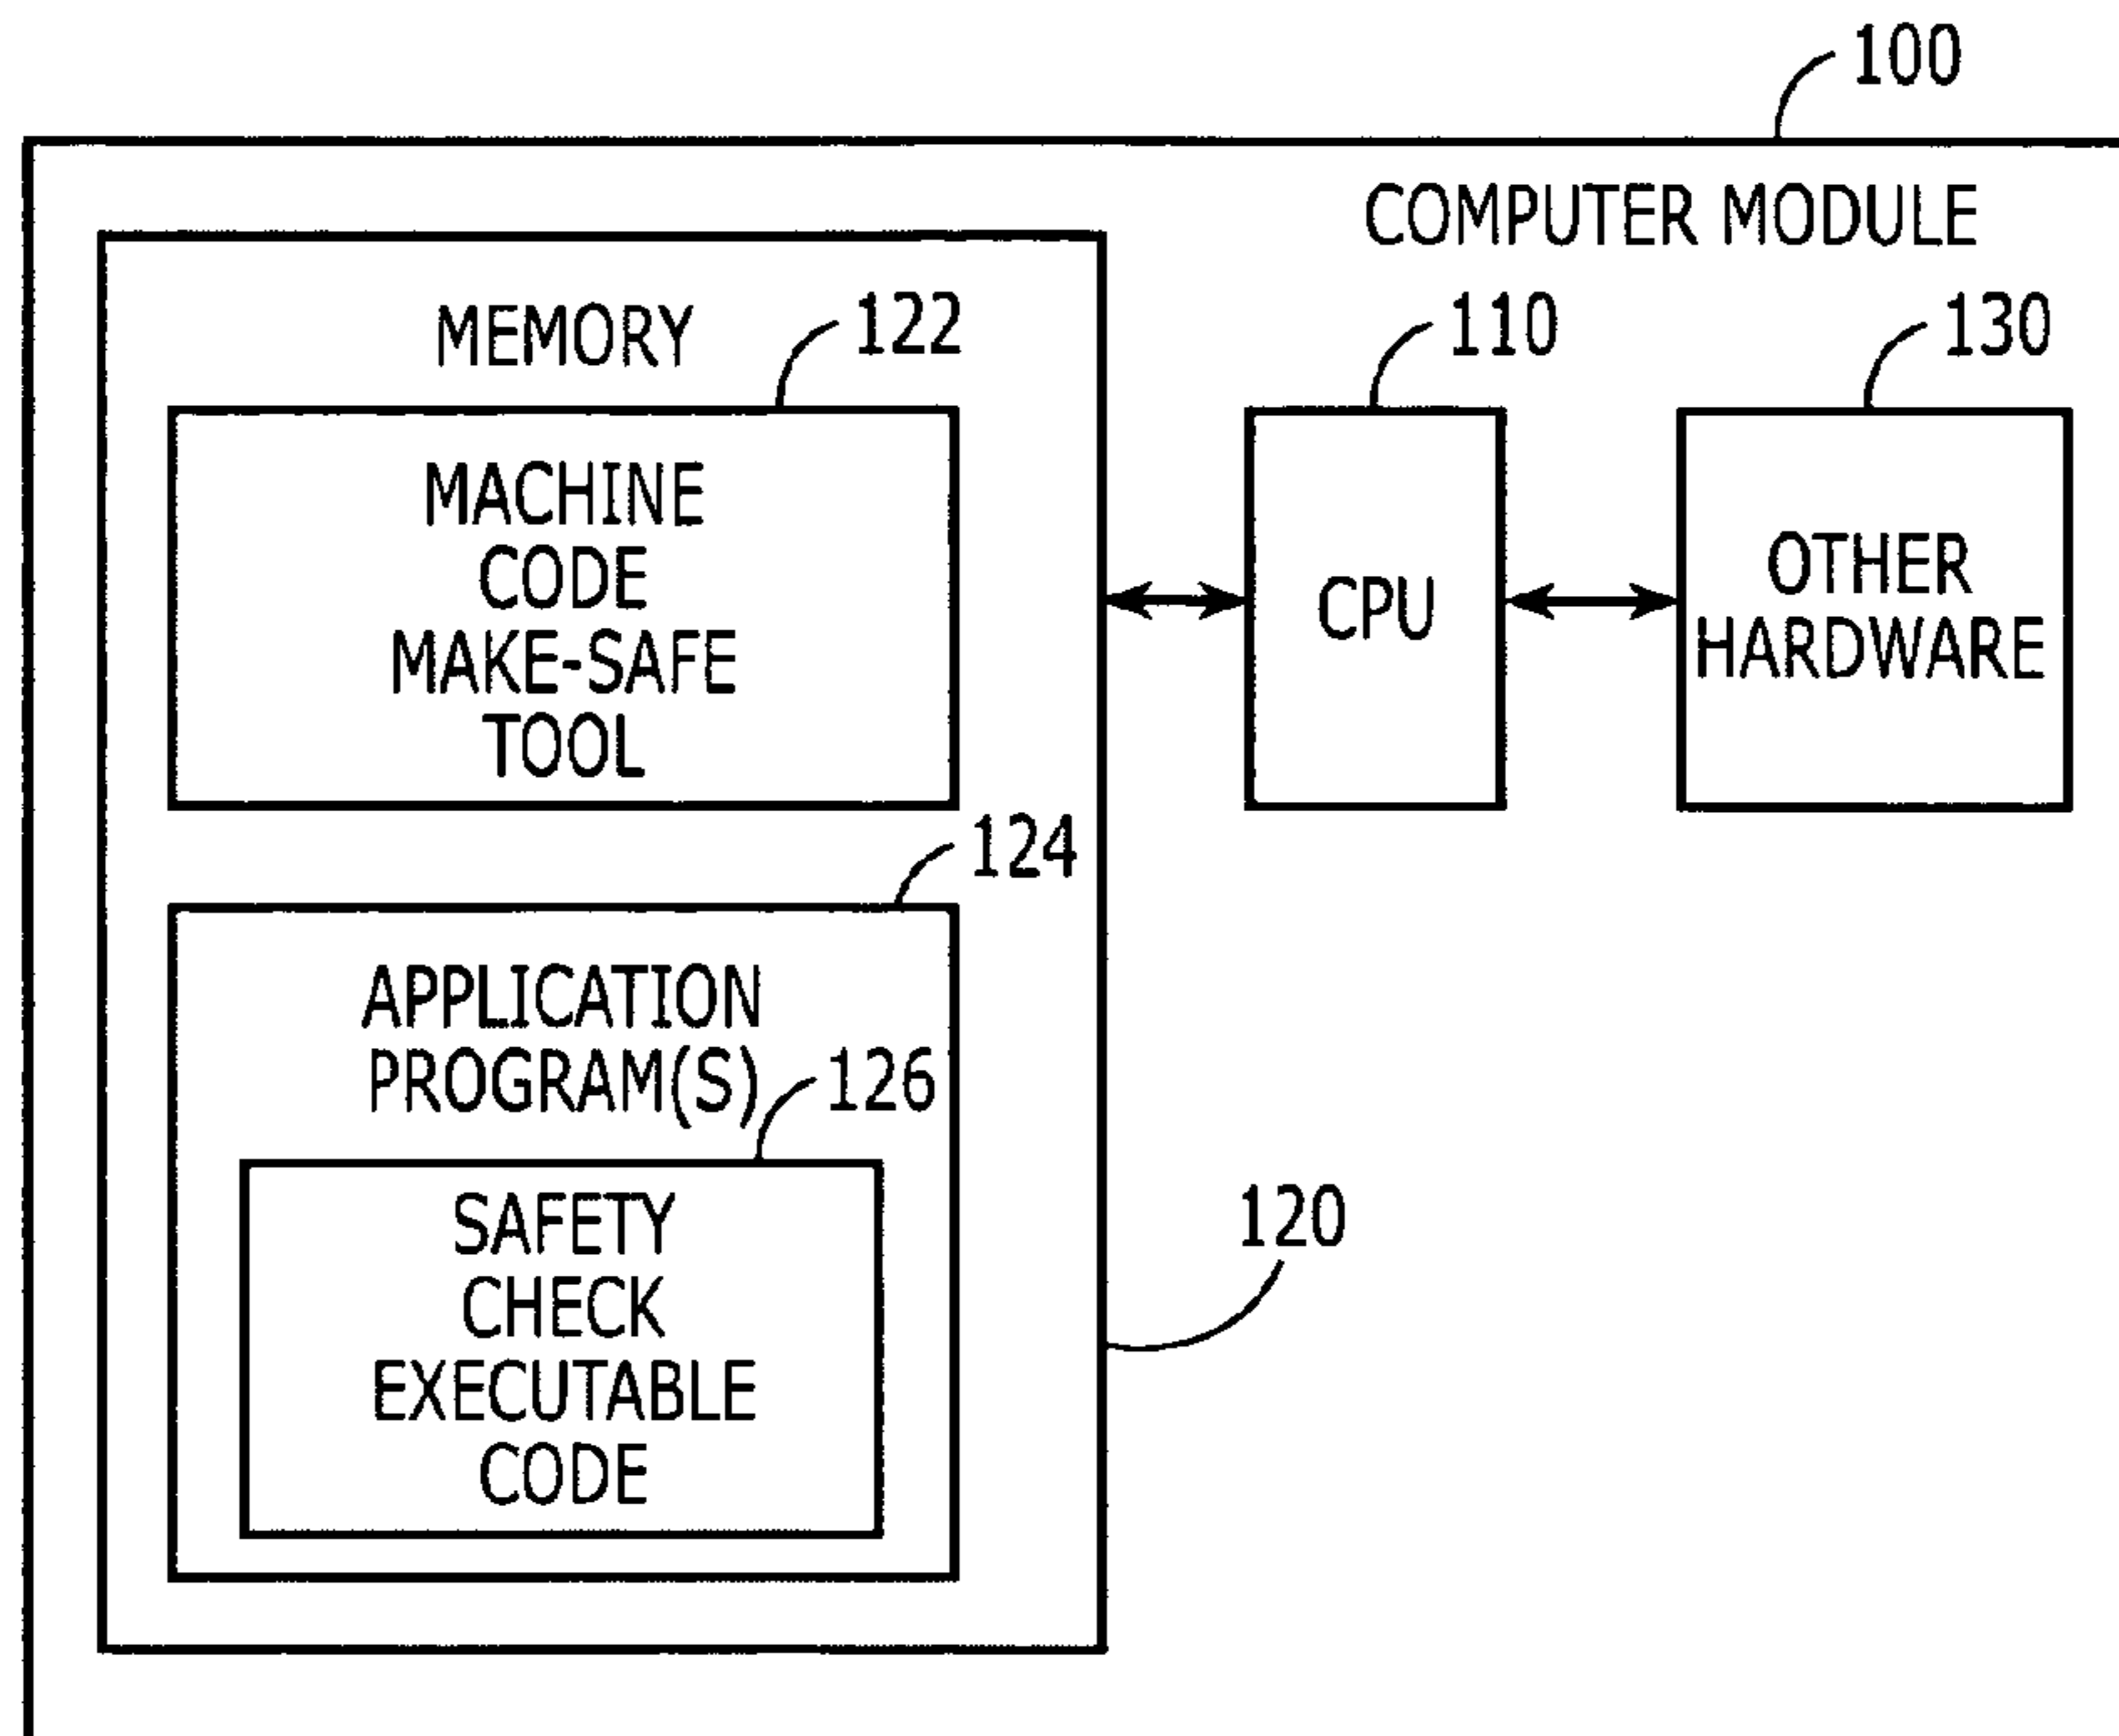 100
COMPUTER MODULE
MEMORY
122
110
130
MACHINE
CODE
MAKE-SAFE
TOOL
CPU
OTHER
HARDWARE
124
APPLICATION
PROGRAM(S)
126
SAFETY
CHECK
EXECUTABLE
CODE
120